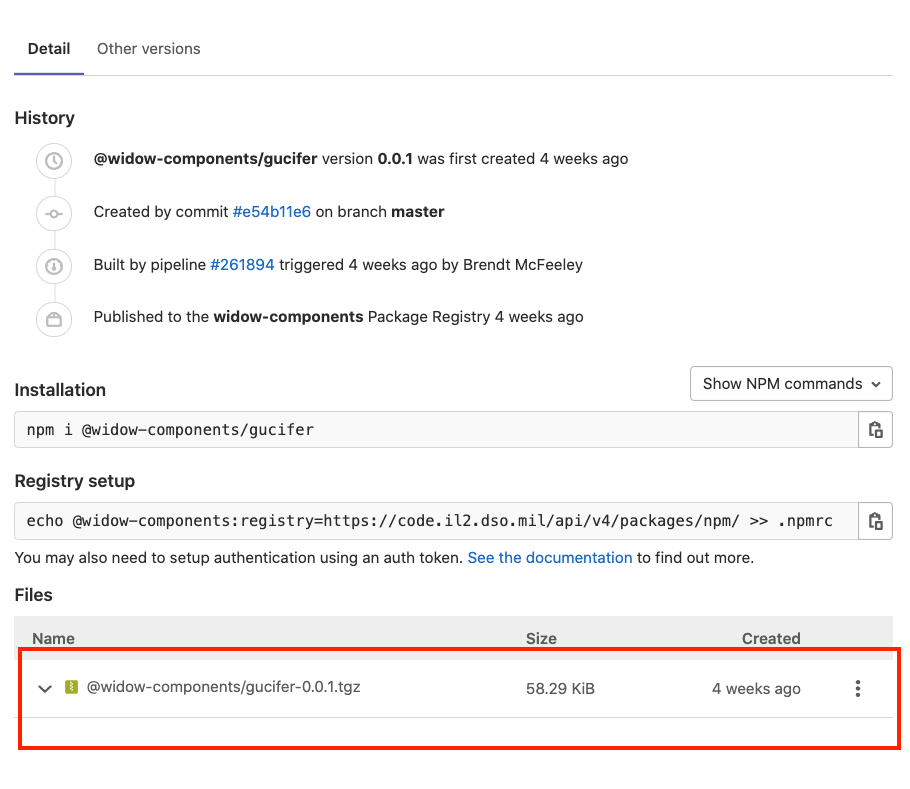 Detail Other versions
History
@widow-components/gucifer version 0.0.1 was first created 4 weeks ago
Created by commit #e54b11e6 on branch master
Built by pipeline #261894 triggered 4 weeks ago by Brendt McFeeley
Published to the widow-components Package Registry 4 weeks ago
Installation
Show NPM commands
npm i @widow-components/gucifer
Registry setup
echo @widow-components:registry=https://code.il2.dso.mil/api/v4/packages/npm/ >> .npmrc
You may also need to setup authentication using an auth token. See the documentation to find out more.
Files
Name Size Created
@widow-components/gucifer-0.0.1.tgz 58.29 KiB 4 weeks ago